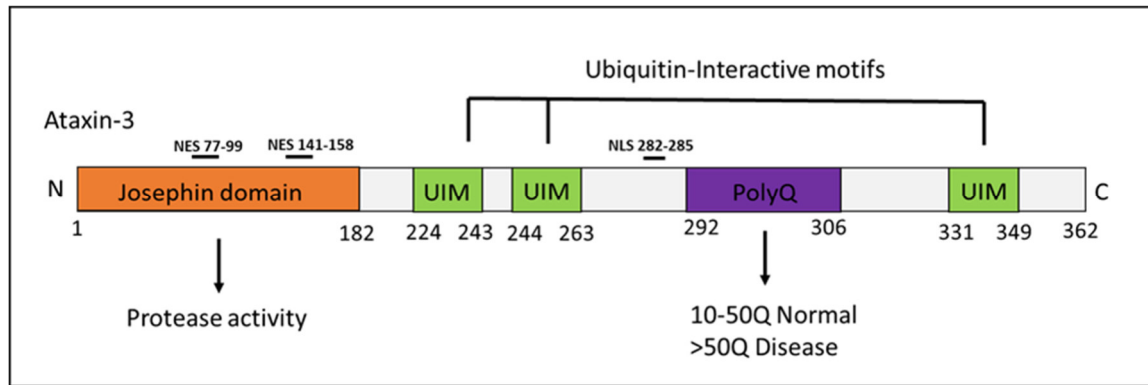 Ubiquitin-Interactive motifs
Ataxin-3
NES 77-99 NES 141-158 NLS 282-285
N Josephin domain UIM UIM PolyQ UIM C
1 182 224 243 244 263 292 306 331 349 362
Protease activity
10-50Q Normal
>50Q Disease